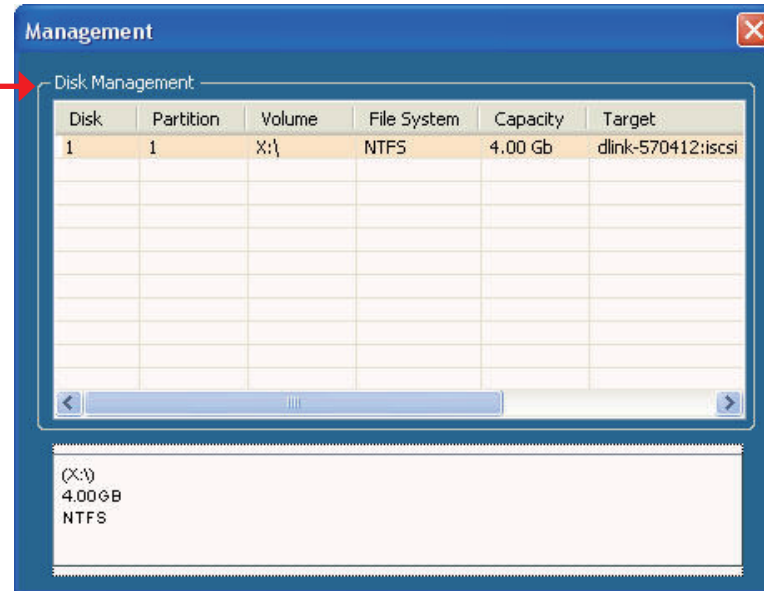 Management
Disk Management
Disk Partition Volume File System Capacity Target
1 1 X:\ NTFS 4.00 Gb dlink-570412:iscsi
(X:\)
4.00GB
NTFS